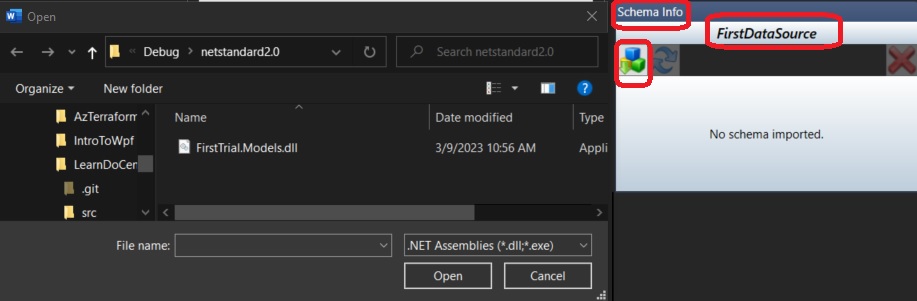 Open
Debug
netstandard2.0
Search netstandard2.0
Organize
New folder
Name
Date modified
Type
AzTerraform
IntroToWpf
LearnDoCer
.git
src
FirstTrial.Models.dll
3/9/2023 10:56 AM
Appli
File name:
.NET Assemblies (*.dll;*.exe)
Open
Cancel
Schema Info
FirstDataSource
No schema imported.